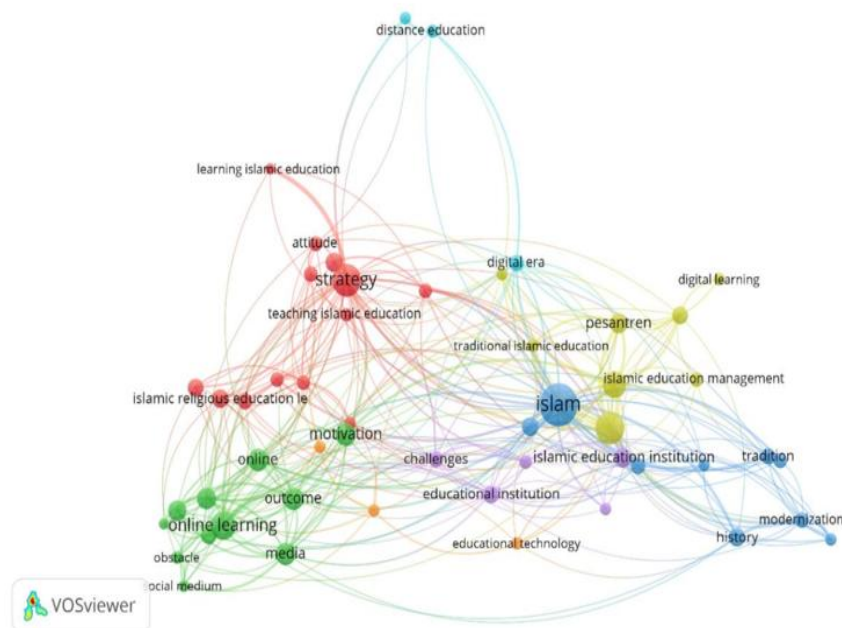 distance education
learning islamic education
attitude
digital era
strategy
digital learning
teaching islamic education
pesantren
traditional islamic education
islamic education management
islamic religious education le
islam
motivation
online
challenges
islamic education institution
tradition
outcome
educational institution
online learning
modernization
media
educational technology
history
obstacle
social medium
VOSviewer